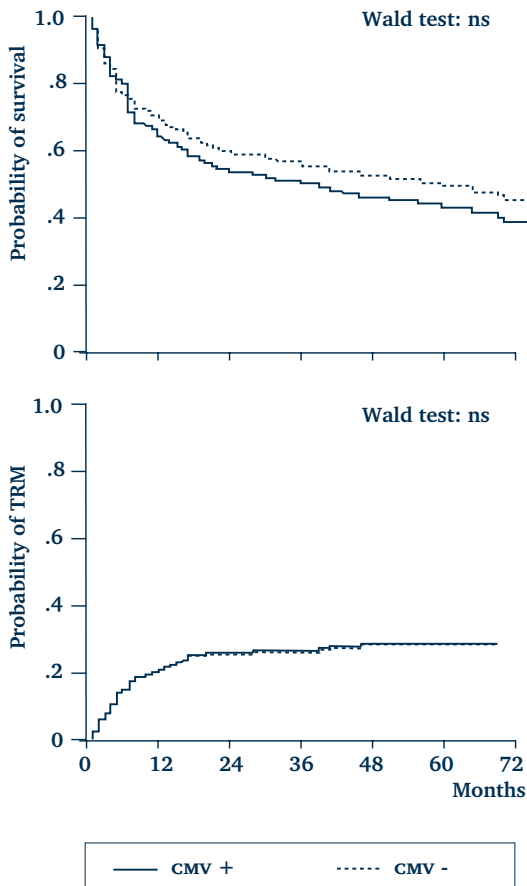 Wald test: ns
Probability of survival
1.0
.8
.6
.4
.2
0
Wald test: ns
Probability of TRM
1.0
.8
.6
.4
.2
0
0 12 24 36 48 60 72
Months
CMV + CMV -